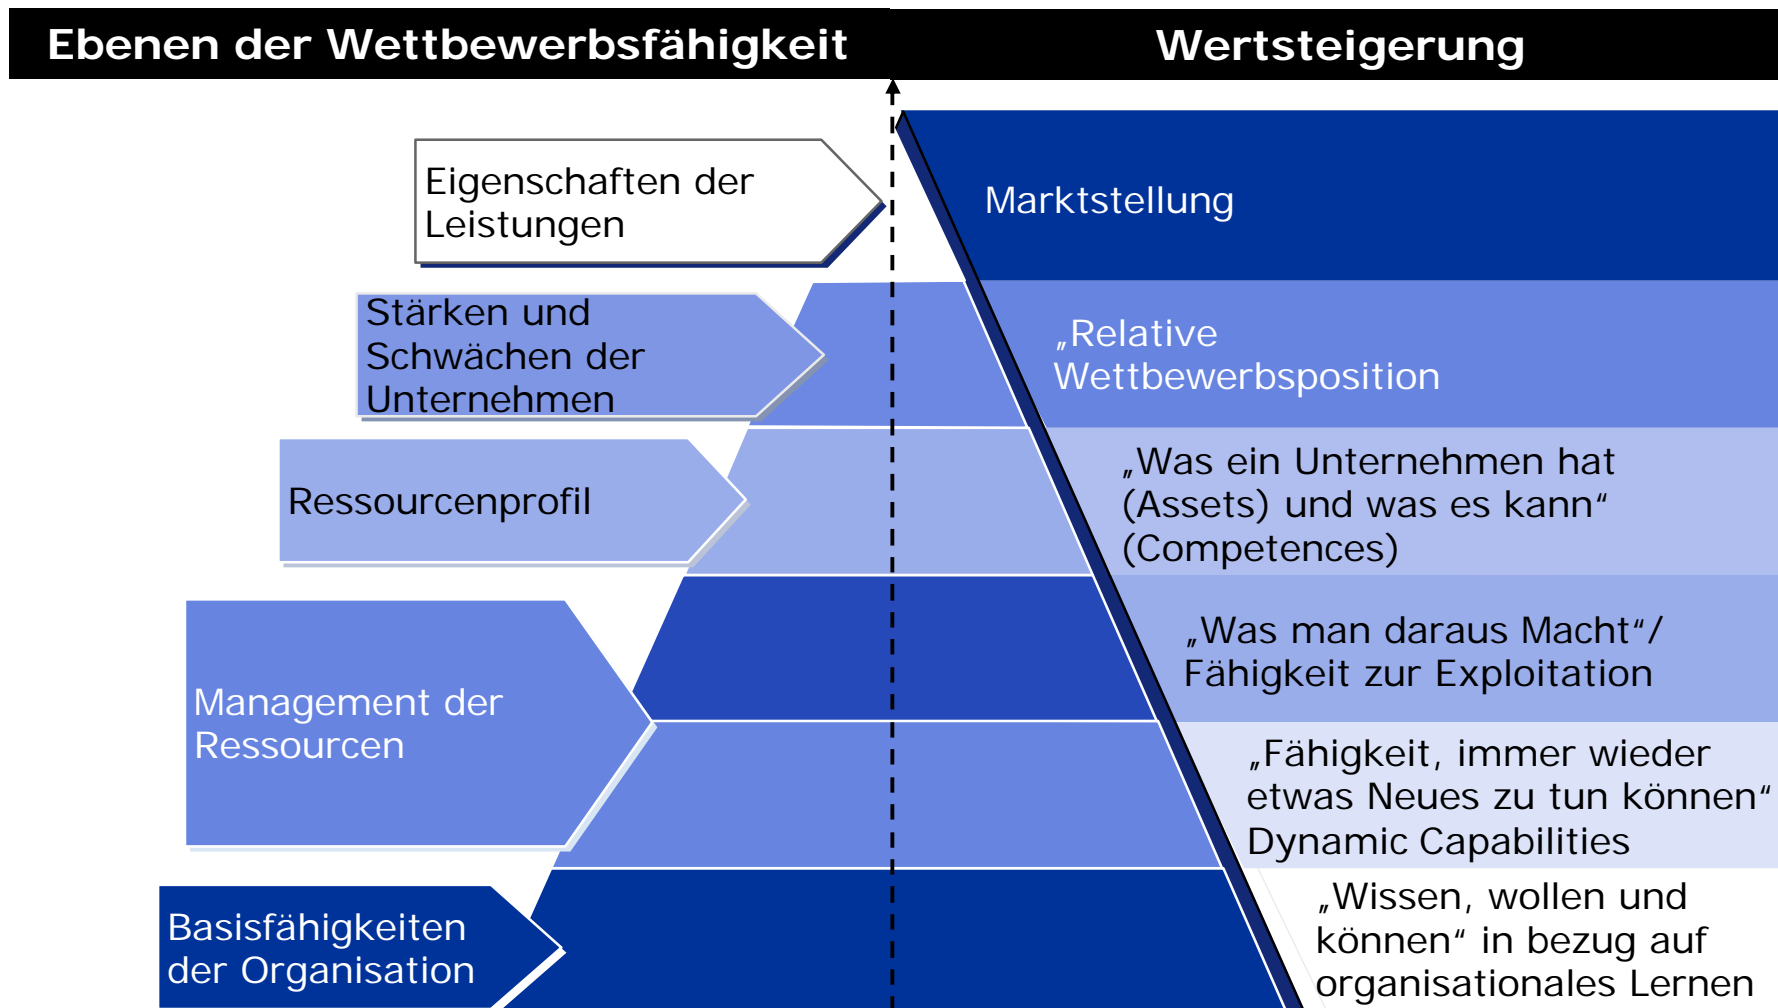 Ebenen der Wettbewerbsfähigkeit
Wertsteigerung
Eigenschaften der
Leistungen
Marktstellung
Stärken und
Schwächen der
Unternehmen
„Relative
Wettbewerbsposition
Ressourcenprofil
„Was ein Unternehmen hat
(Assets) und was es kann“
(Competences)
Management der
Ressourcen
„Was man daraus Macht“/
Fähigkeit zur Exploitation
„Fähigkeit, immer wieder
etwas Neues zu tun können“
Dynamic Capabilities
Basisfähigkeiten
der Organisation
„Wissen, wollen und
können“ in bezug auf
organisationales Lernen